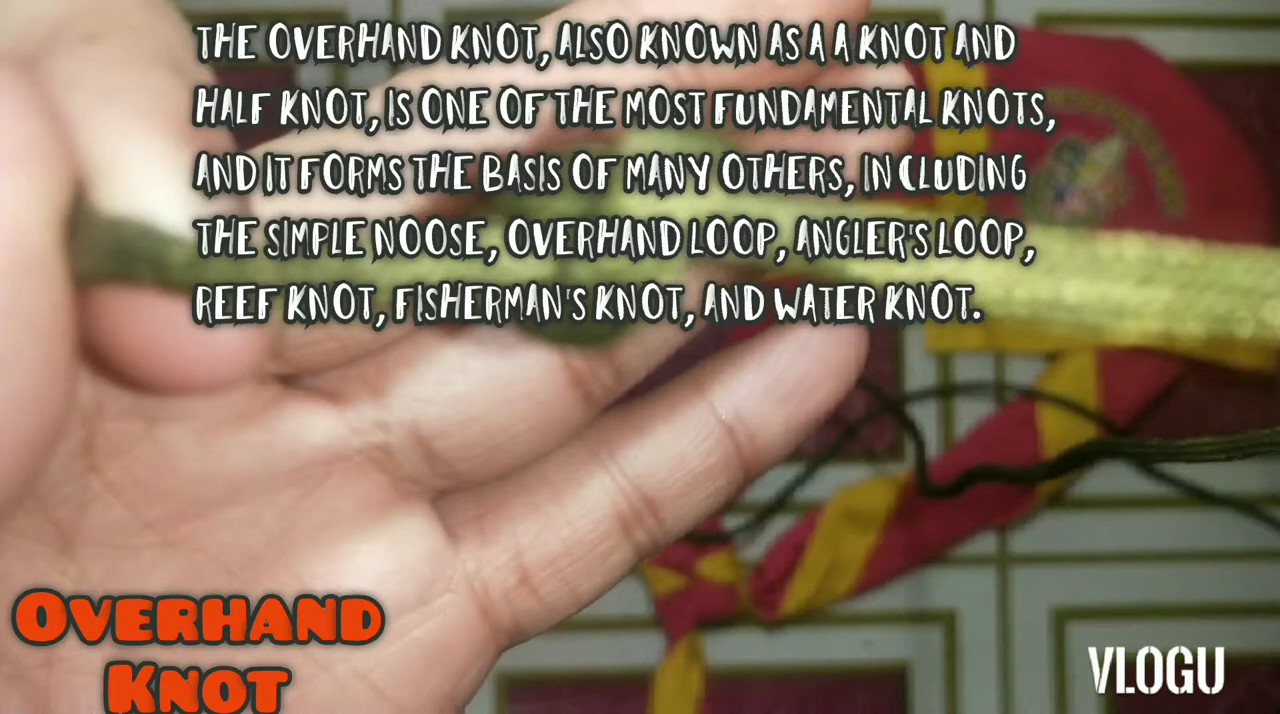 THE OVERHAND KNOT, ALSO KNOWN AS A A KNOT AND
HALF KNOT, IS ONE OF THE MOST FUNDAMENTAL KNOTS,
AND IT FORMS THE BASIS OF MANY OTHERS, INCLUDING
THE SIMPLE NOOSE, OVERHAND LOOP, ANGLER'S LOOP,
REEF KNOT, FISHERMAN'S KNOT, AND WATER KNOT.
OVERHAND
KNOT
VLOGU